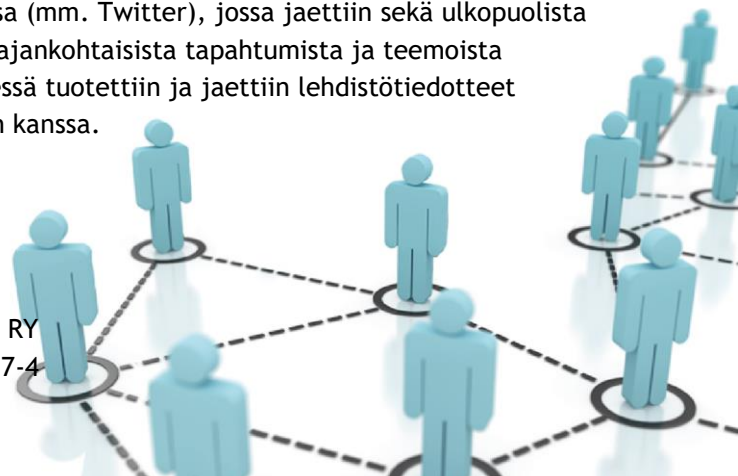 sa (mm. Twitter), jossa jaettiin sekä ulkopuolista
ajankohtaisista tapahtumista ja teemoista
essä tuotettiin ja jaettiin lehdistötiedotteet
n kanssa.
RY
7-4